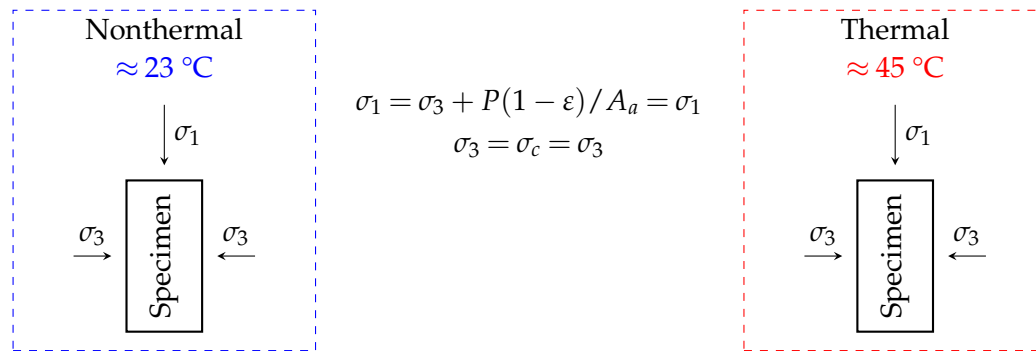 Nonthermal
≈ 23 °C
σ₁
σ₃
σ₃
Specimen
σ₁ = σ₃ + P(1 − ε)/Aₐ = σ₁
σ₃ = σ_c = σ₃
Thermal
≈ 45 °C
σ₁
σ₃
σ₃
Specimen